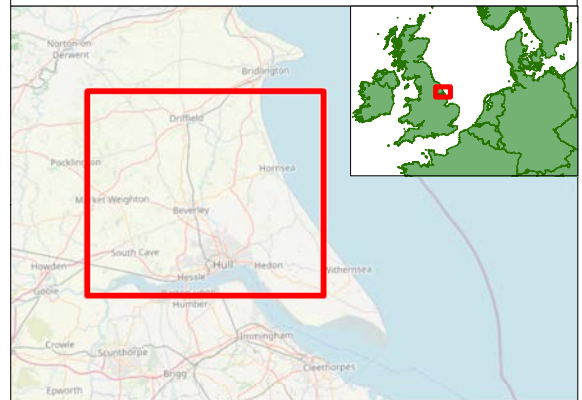 Norton-on
Derwent
Bridlington
Driffield
Pocklington
Hornsea
Market Weighton
Beverley
South Cave
Howden
Hull
Hedon
Withernsea
Hessle
Goole
Humber
Immingham
Crowle
Scunthorpe
Cleethorpes
Brigg
Epworth